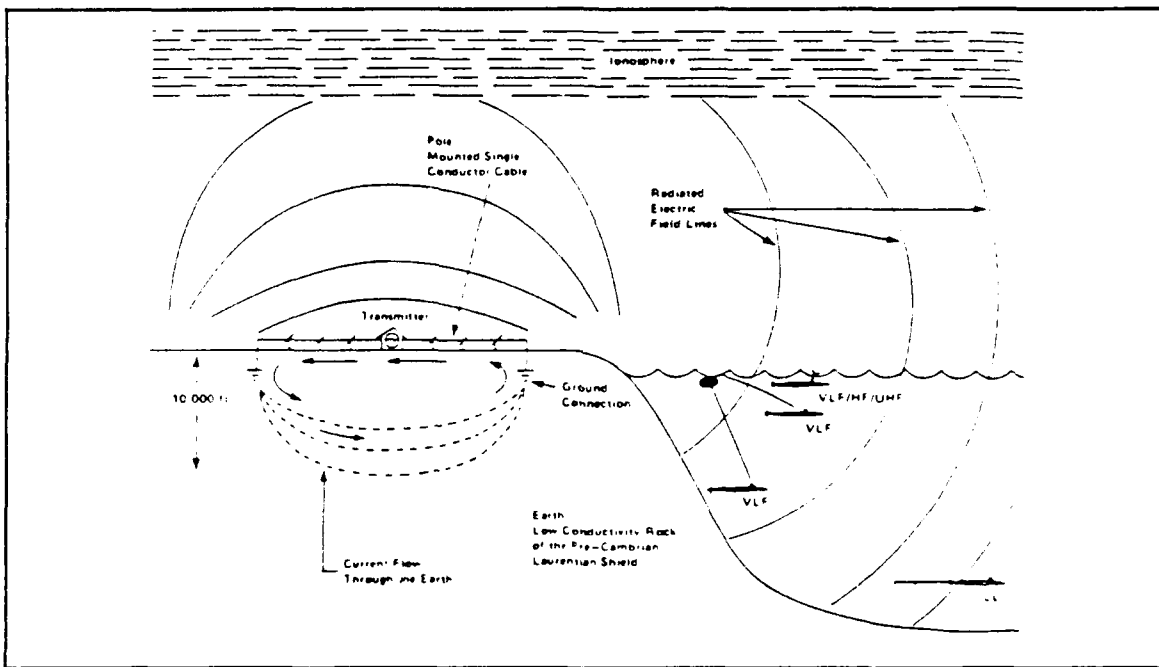 Ionosphere
Pole
Mounted Single
Conductor Cable
Radiated
Electric
Field Lines
Transmitter
10 000
Ground
Connection
VLF/HF/UHF
VLF
VLF
Earth
Low Conductivity Rock
of the Pre-Cambrian
Laurentian Shield
Current Flow
Through the Earth